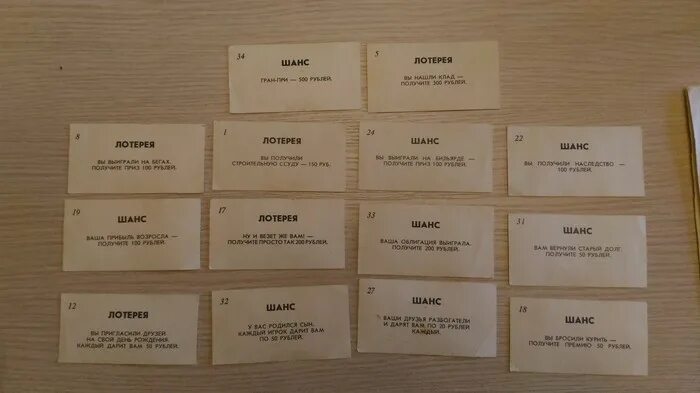 34
ШАНС
ГРАН-ПРИ — 500 РУБЛЕЙ.
5
ЛОТЕРЕЯ
ВЫ НАШЛИ КЛАД —
ПОЛУЧИТЕ 300 РУБЛЕЙ.
8
ЛОТЕРЕЯ
ВЫ ВЫИГРАЛИ НА БЕГАХ.
ПОЛУЧИТЕ ПРИЗ 100 РУБЛЕЙ.
1
ЛОТЕРЕЯ
ВЫ ПОЛУЧИЛИ
СТРОИТЕЛЬНУЮ ССУДУ — 150 РУБ.
24
ШАНС
ВЫ ВЫИГРАЛИ НА БИЛЬЯРДЕ —
ПОЛУЧИТЕ ПРИЗ 100 РУБЛЕЙ.
22
ШАНС
ВЫ ПОЛУЧИЛИ НАСЛЕДСТВО —
100 РУБЛЕЙ.
19
ШАНС
ВАША ПРИБЫЛЬ ВОЗРОСЛА —
ПОЛУЧИТЕ 100 РУБЛЕЙ.
17
ЛОТЕРЕЯ
НУ И ВЕЗЕТ ЖЕ ВАМ! —
ПОЛУЧИТЕ ПРОСТО ТАК 200 РУБЛЕЙ.
33
ШАНС
ВАША ОБЛИГАЦИЯ ВЫИГРАЛА.
ПОЛУЧИТЕ 200 РУБЛЕЙ.
31
ШАНС
ВАМ ВЕРНУЛИ СТАРЫЙ ДОЛГ.
ПОЛУЧИТЕ 50 РУБЛЕЙ.
12
ЛОТЕРЕЯ
ВЫ ПРИГЛАСИЛИ ДРУЗЕЙ
НА СВОЙ ДЕНЬ РОЖДЕНИЯ.
КАЖДЫЙ ДАРИТ ВАМ 50 РУБЛЕЙ.
32
ШАНС
У ВАС РОДИЛСЯ СЫН.
КАЖДЫЙ ИГРОК ДАРИТ ВАМ
ПО 50 РУБЛЕЙ.
27
ШАНС
ВАШИ ДРУЗЬЯ РАЗБОГАТЕЛИ
И ДАРЯТ ВАМ ПО 20 РУБЛЕЙ
КАЖДЫЙ.
18
ШАНС
ВЫ БРОСИЛИ КУРИТЬ —
ПОЛУЧИТЕ ПРЕМИЮ 50 РУБЛЕЙ.